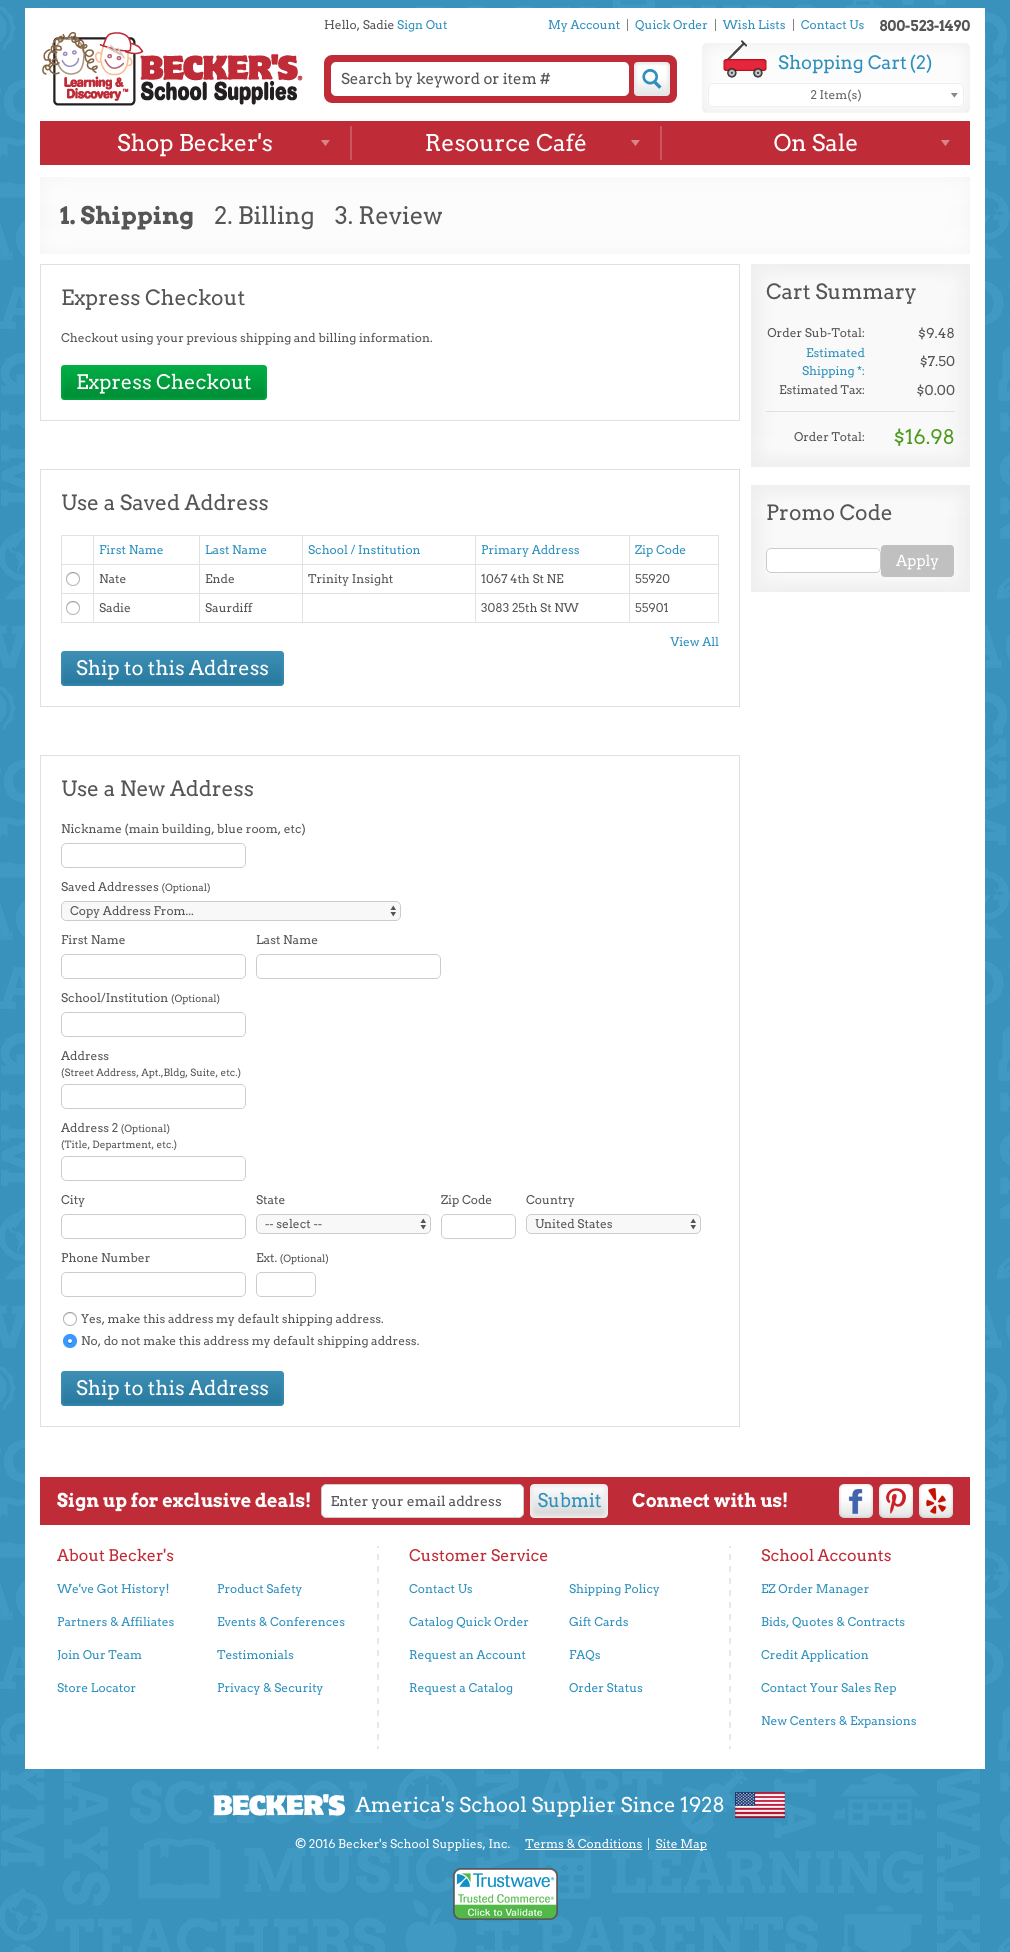 Hello, Sadie Sign Out
My Account | Quick Order | Wish Lists | Contact Us 800-523-1490
Learning &
Discovery™
BECKER'S
School Supplies
Search by keyword or item #
Shopping Cart (2)
2 Item(s)
Shop Becker's Resource Café On Sale
1. Shipping 2. Billing 3. Review
Express Checkout
Checkout using your previous shipping and billing information.
Express Checkout
Cart Summary
Order Sub-Total: $9.48
Estimated
Shipping *: $7.50
Estimated Tax: $0.00
Order Total: $16.98
Promo Code
Apply
Use a Saved Address
First Name Last Name School / Institution Primary Address Zip Code
Nate Ende Trinity Insight 1067 4th St NE 55920
Sadie Saurdiff 3083 25th St NW 55901
View All
Ship to this Address
Use a New Address
Nickname (main building, blue room, etc)
Saved Addresses (Optional)
Copy Address From...
First Name Last Name
School/Institution (Optional)
Address
(Street Address, Apt.,Bldg, Suite, etc.)
Address 2 (Optional)
(Title, Department, etc.)
City State Zip Code Country
-- select -- United States
Phone Number Ext. (Optional)
Yes, make this address my default shipping address.
No, do not make this address my default shipping address.
Ship to this Address
Sign up for exclusive deals! Enter your email address Submit Connect with us!
About Becker's
We've Got History! Product Safety
Partners & Affiliates Events & Conferences
Join Our Team Testimonials
Store Locator Privacy & Security
Customer Service
Contact Us Shipping Policy
Catalog Quick Order Gift Cards
Request an Account FAQs
Request a Catalog Order Status
School Accounts
EZ Order Manager
Bids, Quotes & Contracts
Credit Application
Contact Your Sales Rep
New Centers & Expansions
BECKER'S America's School Supplier Since 1928
© 2016 Becker's School Supplies, Inc. Terms & Conditions | Site Map
Trustwave®
Trusted Commerce®
Click to Validate
SCHOOL ART
MUSIC LEARNING
TEACHERS PARENTS